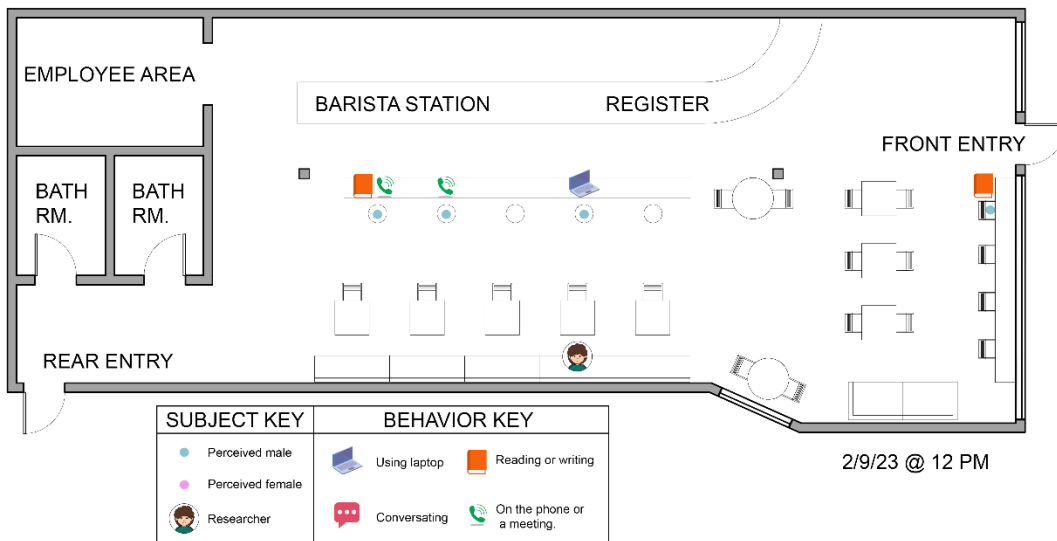 EMPLOYEE AREA
BARISTA STATION
REGISTER
FRONT ENTRY
BATH
RM.
BATH
RM.
REAR ENTRY
SUBJECT KEY
Perceived male
Perceived female
Researcher
BEHAVIOR KEY
Using laptop
Reading or writing
Conversating
On the phone or
a meeting.
2/9/23 @ 12 PM